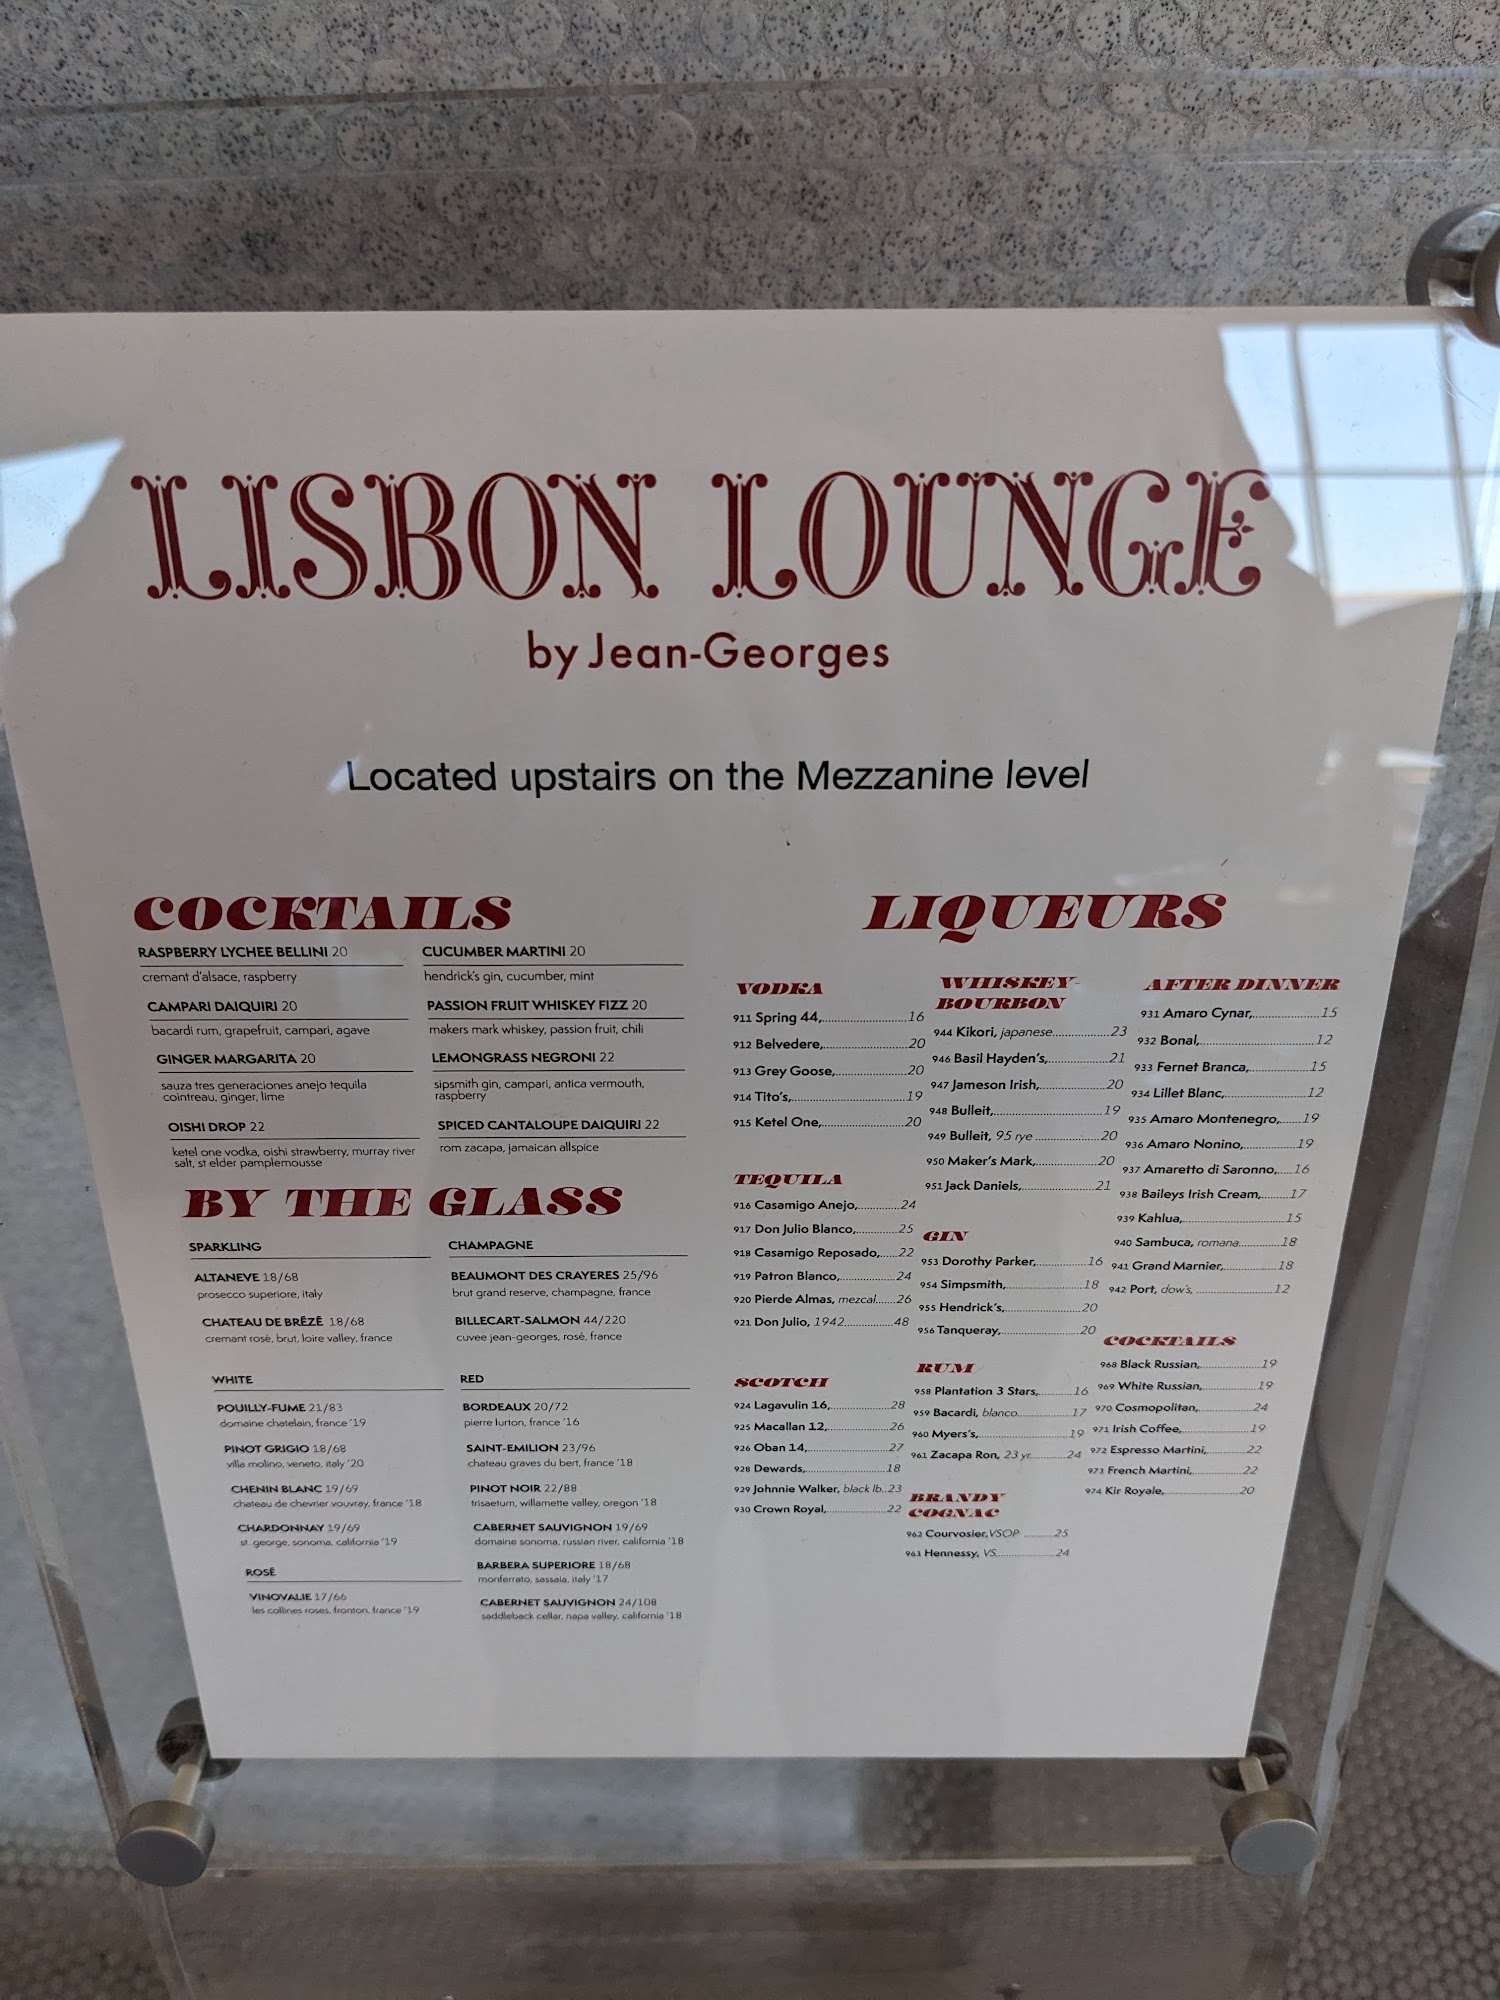 LISBON LOUNGE
by Jean-Georges
Located upstairs on the Mezzanine level
COCKTAILS
RASPBERRY LYCHEE BELLINI 20
cremant d'alsace, raspberry
CAMPARI DAIQUIRI 20
bacardi rum, grapefruit, campari, agave
GINGER MARGARITA 20
sauza tres generaciones anejo tequila
cointreau, ginger, lime
OISHI DROP 22
ketel one vodka, oishi strawberry, murray river
salt, st elder pamplemousse
CUCUMBER MARTINI 20
hendrick's gin, cucumber, mint
PASSION FRUIT WHISKEY FIZZ 20
makers mark whiskey, passion fruit, chili
LEMONGRASS NEGRONI 22
sipsmith gin, campari, antica vermouth,
raspberry
SPICED CANTALOUPE DAIQUIRI 22
rom zacapa, jamaican allspice
BY THE GLASS
SPARKLING
ALTANEVE 18/68
prosecco superiore, italy
CHATEAU DE BRÉZÉ 18/68
cremant rosé, brut, loire valley, france
CHAMPAGNE
BEAUMONT DES CRAYERES 25/96
brut grand reserve, champagne, france
BILLECART-SALMON 44/220
cuvee jean-georges, rosé, france
WHITE
POUILLY-FUME 21/83
domaine chatelain, france '19
PINOT GRIGIO 18/68
villa molino, veneto, italy '20
CHENIN BLANC 19/69
chateau de chevrier vouvray, france '18
CHARDONNAY 19/69
st. george, sonoma, california '19
ROSÉ
VINOVALIE 17/66
les collines roses, fronton, france '19
RED
BORDEAUX 20/72
pierre lurton, france '16
SAINT-EMILION 23/96
chateau graves du bert, france '18
PINOT NOIR 22/88
trisaetum, willamette valley, oregon '18
CABERNET SAUVIGNON 19/69
domaine sonoma, russian river, california '18
BARBERA SUPERIORE 18/68
monferrato, sassaia, italy '17
CABERNET SAUVIGNON 24/108
saddleback cellar, napa valley, california '18
LIQUEURS
VODKA
911 Spring 44,..........16
912 Belvedere,..........20
913 Grey Goose,..........20
914 Tito's,..........19
915 Ketel One,..........20
TEQUILA
916 Casamigo Anejo,..........24
917 Don Julio Blanco,..........25
918 Casamigo Reposado,.....22
919 Patron Blanco,..........24
920 Pierde Almas, mezcal......26
921 Don Julio, 1942..........48
SCOTCH
924 Lagavulin 16,..........28
925 Macallan 12,..........26
926 Oban 14,..........27
928 Dewards,..........18
929 Johnnie Walker, black lb..23
930 Crown Royal,..........22
WHISKEY-
BOURBON
944 Kikori, japanese..........23
946 Basil Hayden's,..........21
947 Jameson Irish,..........20
948 Bulleit,..........19
949 Bulleit, 95 rye ..........20
950 Maker's Mark,..........20
951 Jack Daniels,..........21
GIN
953 Dorothy Parker,..........16
954 Simpsmith,..........18
955 Hendrick's,..........20
956 Tanqueray,..........20
RUM
958 Plantation 3 Stars,..........16
959 Bacardi, blanco..........17
960 Myers's,..........19
961 Zacapa Ron, 23 yr..........24
BRANDY
COGNAC
962 Courvosier, VSOP ..........25
963 Hennessy, VS..........24
AFTER DINNER
931 Amaro Cynar,..........15
932 Bonal,..........12
933 Fernet Branca,..........15
934 Lillet Blanc,..........12
935 Amaro Montenegro,.....19
936 Amaro Nonino,..........19
937 Amaretto di Saronno,....16
938 Baileys Irish Cream,.......17
939 Kahlua,..........15
940 Sambuca, romana..........18
941 Grand Marnier,..........18
942 Port, dow's, ..........12
COCKTAILS
968 Black Russian,..........19
969 White Russian,..........19
970 Cosmopolitan,..........24
971 Irish Coffee,..........19
972 Espresso Martini,..........22
973 French Martini,..........22
974 Kir Royale,..........20